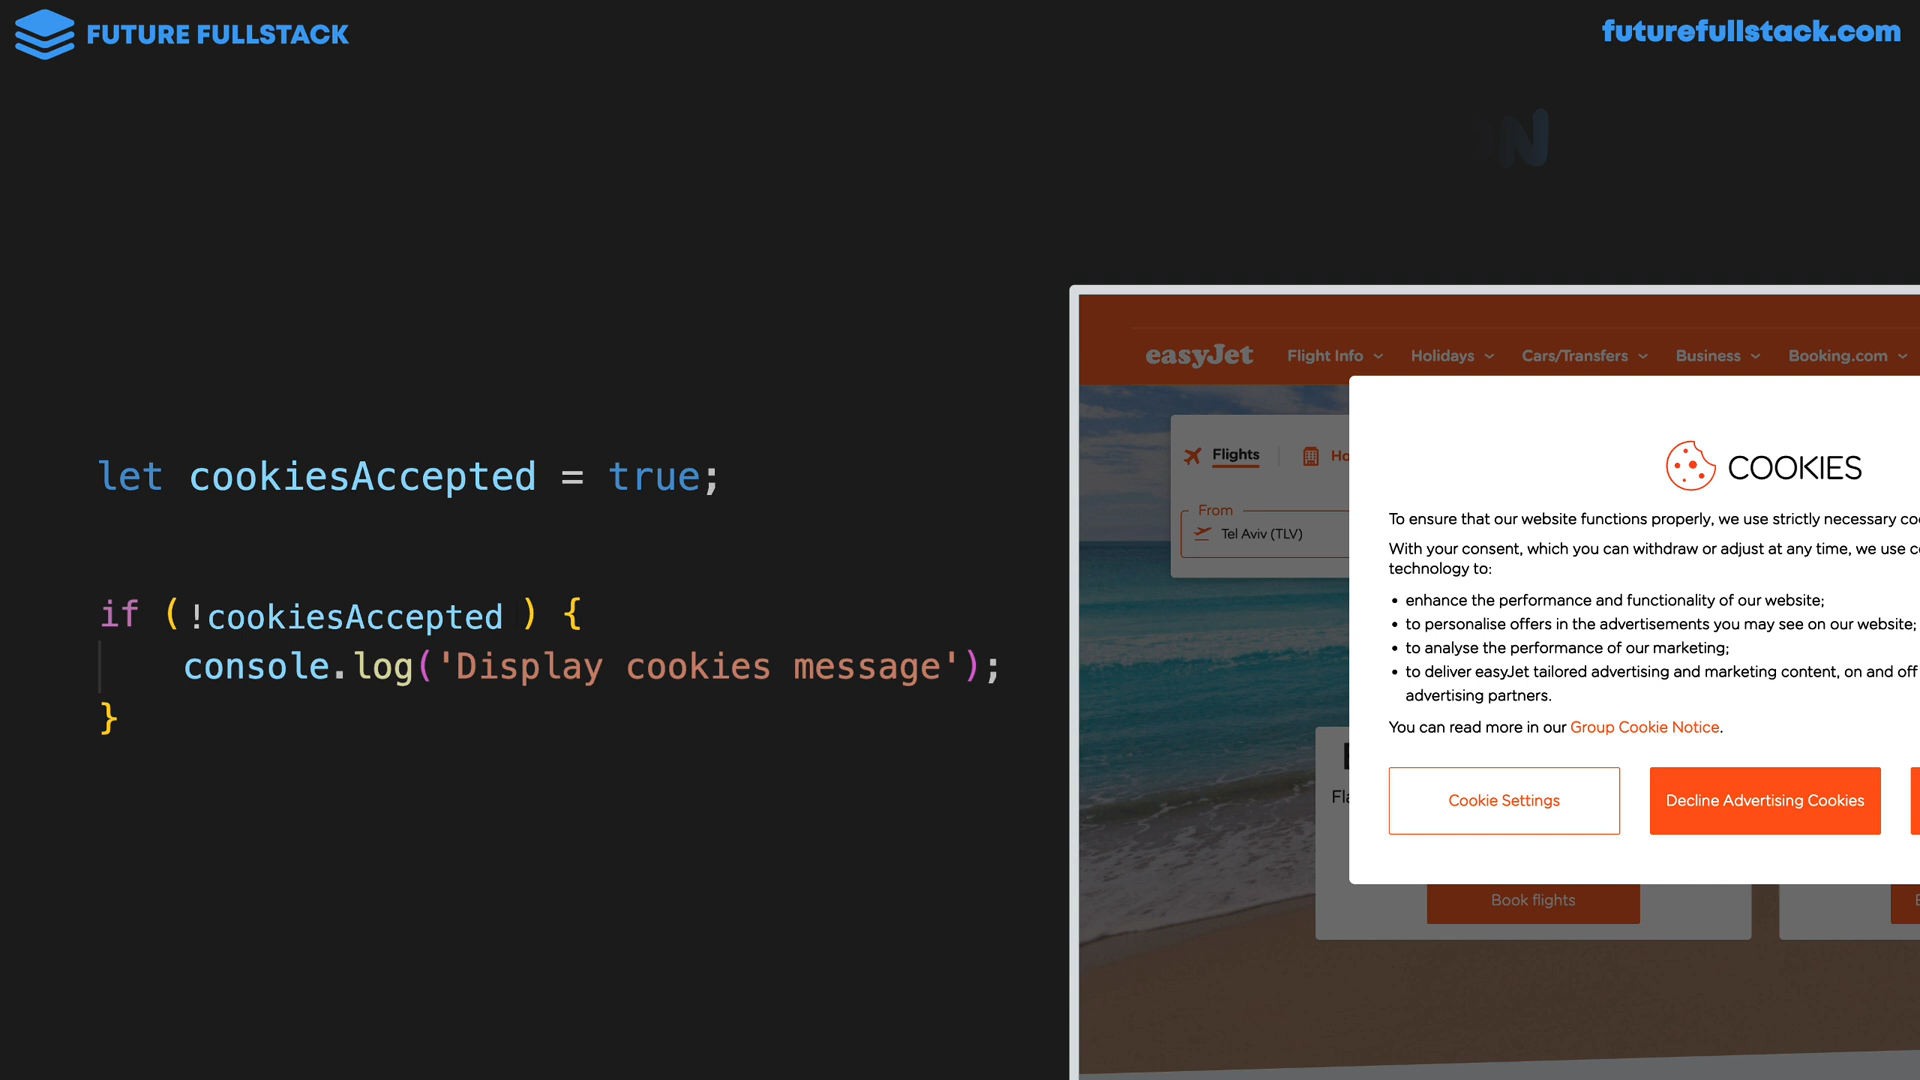 FUTURE FULLSTACK
futurefullstack.com
let cookiesAccepted = true;
if (!cookiesAccepted ) {
console.log('Display cookies message');
}
easyJet
Flight Info
Holidays
Cars/Transfers
Business
Booking.com
Flights
From
Tel Aviv (TLV)
COOKIES
To ensure that our website functions properly, we use strictly necessary
With your consent, which you can withdraw or adjust at any time, we use
technology to:
• enhance the performance and functionality of our website;
• to personalise offers in the advertisements you may see on our website;
• to analyse the performance of our marketing;
• to deliver easyJet tailored advertising and marketing content, on and off
advertising partners.
You can read more in our Group Cookie Notice.
Cookie Settings
Decline Advertising Cookies
Book flights